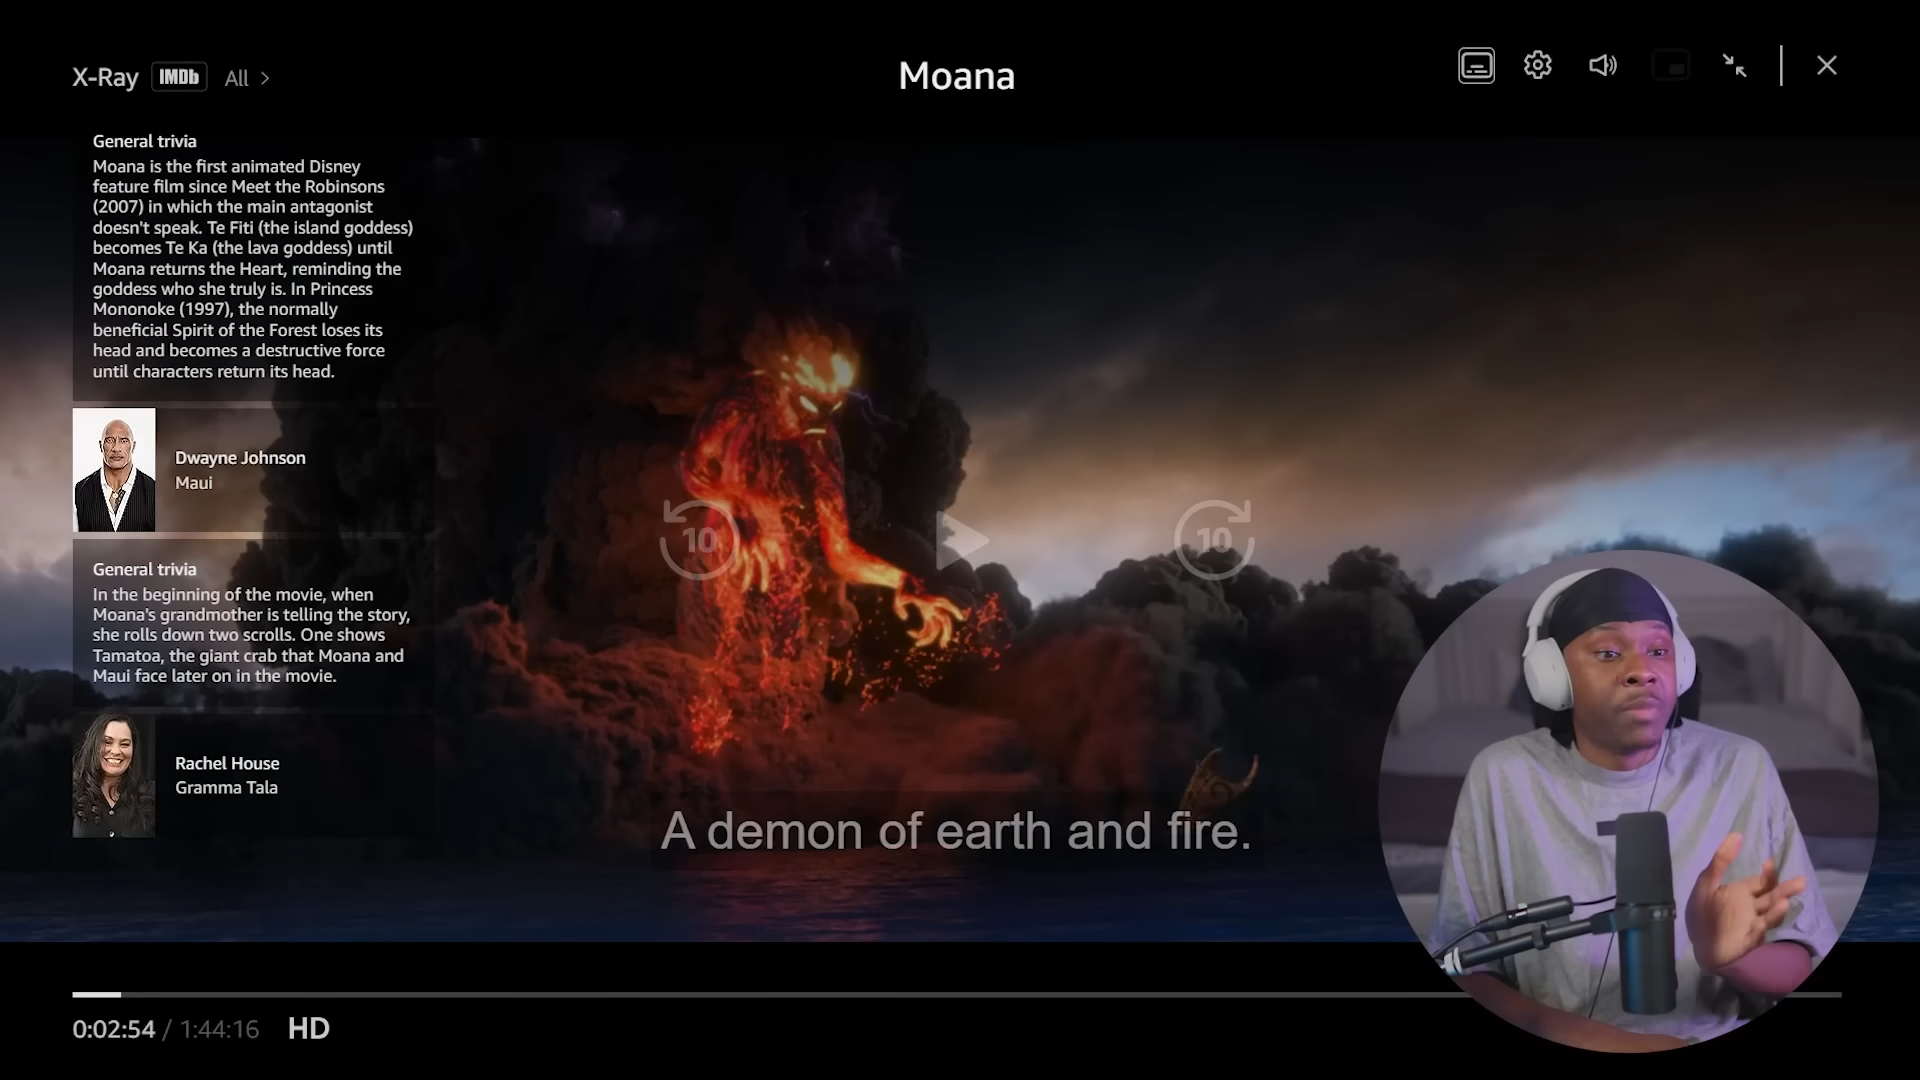 X-Ray IMDb All >
Moana
General trivia
Moana is the first animated Disney
feature film since Meet the Robinsons
(2007) in which the main antagonist
doesn't speak. Te Fiti (the island goddess)
becomes Te Ka (the lava goddess) until
Moana returns the Heart, reminding the
goddess who she truly is. In Princess
Mononoke (1997), the normally
beneficial Spirit of the Forest loses its
head and becomes a destructive force
until characters return its head.
Dwayne Johnson
Maui
General trivia
In the beginning of the movie, when
Moana's grandmother is telling the story,
she rolls down two scrolls. One shows
Tamatoa, the giant crab that Moana and
Maui face later on in the movie.
Rachel House
Gramma Tala
10
10
A demon of earth and fire.
0:02:54 / 1:44:16 HD